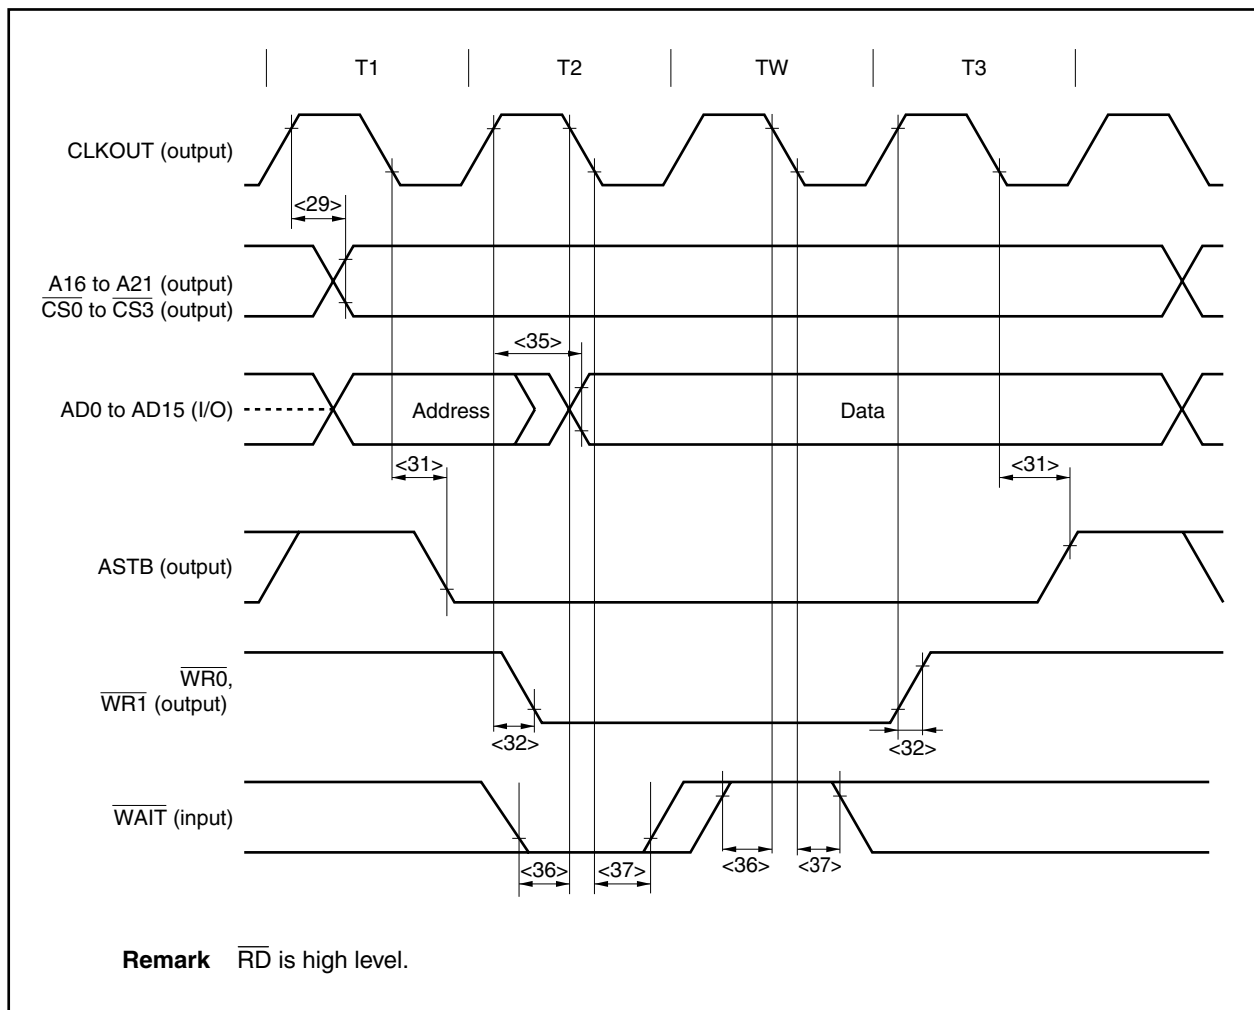 T1 T2 TW T3
CLKOUT (output)
<29>
A16 to A21 (output)
CS0 to CS3 (output)
<35>
AD0 to AD15 (I/O)
Address
Data
<31>
<31>
ASTB (output)
WR0,
WR1 (output)
<32>
<32>
WAIT (input)
<36>
<37>
<36>
<37>
Remark RD is high level.